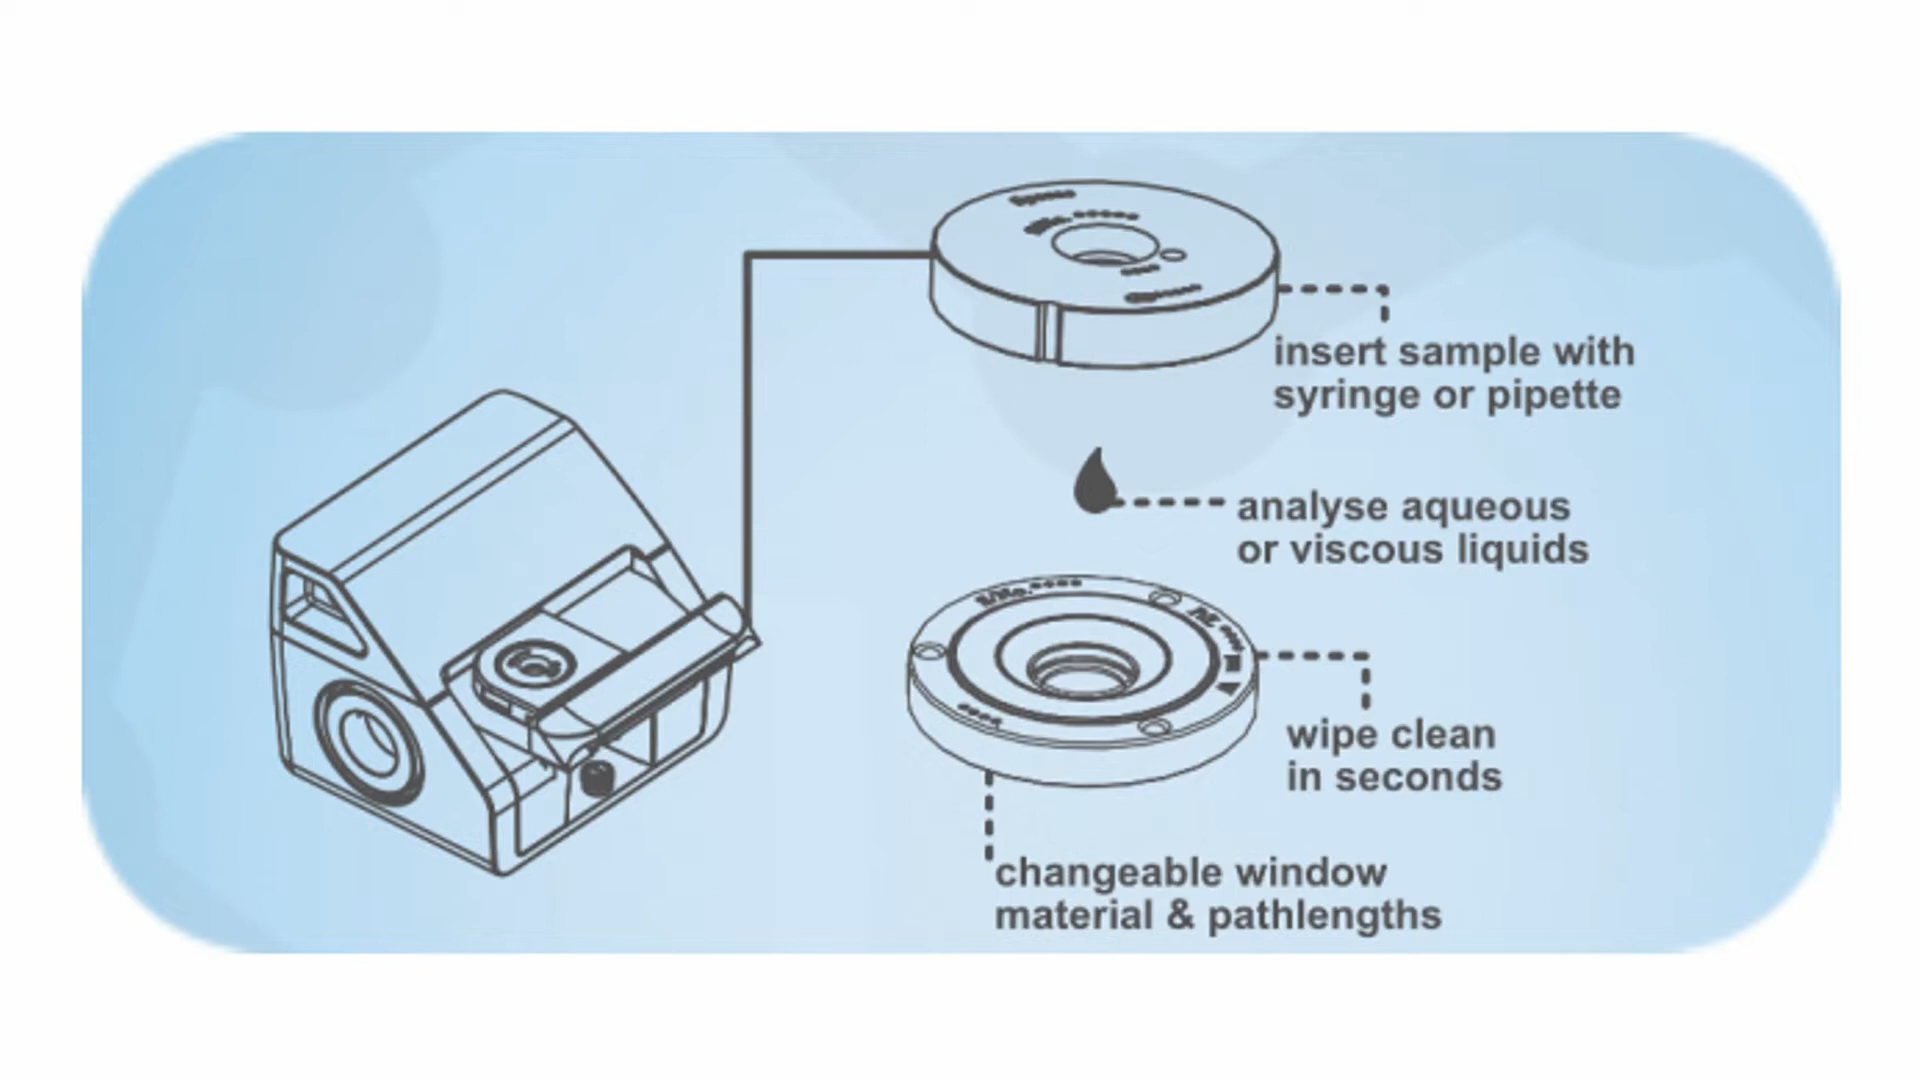 insert sample with
syringe or pipette
analyse aqueous
or viscous liquids
wipe clean
in seconds
changeable window
material & pathlengths